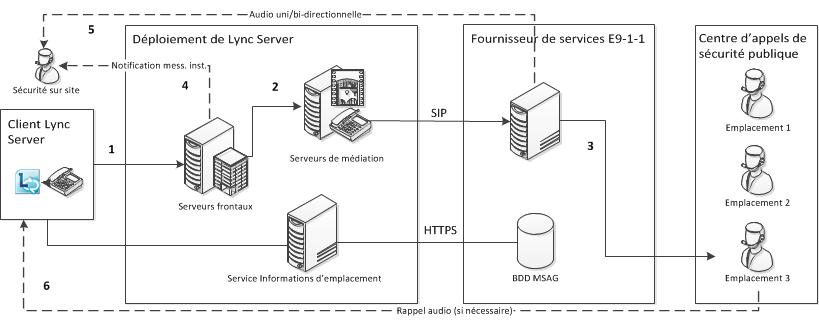 Audio uni/bi-directionnelle
5
Déploiement de Lync Server
Fournisseur de services E9-1-1
Centre d'appels de
sécurité publique
Notification mess. inst.
Sécurité sur site
4
2
Client Lync
Server
1
SIP
3
Emplacement 1
Serveurs de médiation
Serveurs frontaux
Emplacement 2
HTTPS
Service Informations d'emplacement
BDD MSAG
Emplacement 3
6
Rappel audio (si nécessaire)